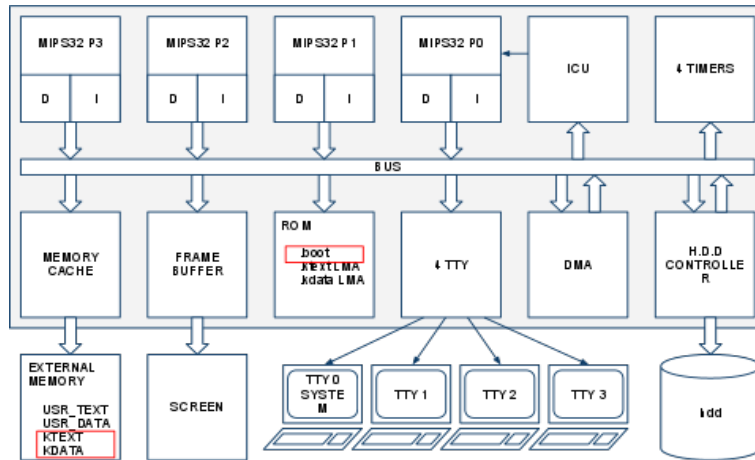 MIPS32 P3
MIPS32 P2
MIPS32 P1
MIPS32 P0
ICU
4 TIMERS
D
I
D
I
D
I
D
I
BUS
MEMORY
CACHE
FRAME
BUFFER
ROM
.boot
.ktext LMA
.kdata LMA
4 TTY
DMA
H.D.D
CONTROLLE
R
EXTERNAL
MEMORY
USR_TEXT
USR_DATA
KTEXT
KDATA
SCREEN
TTY 0
SYSTE
M
TTY 1
TTY 2
TTY 3
hdd